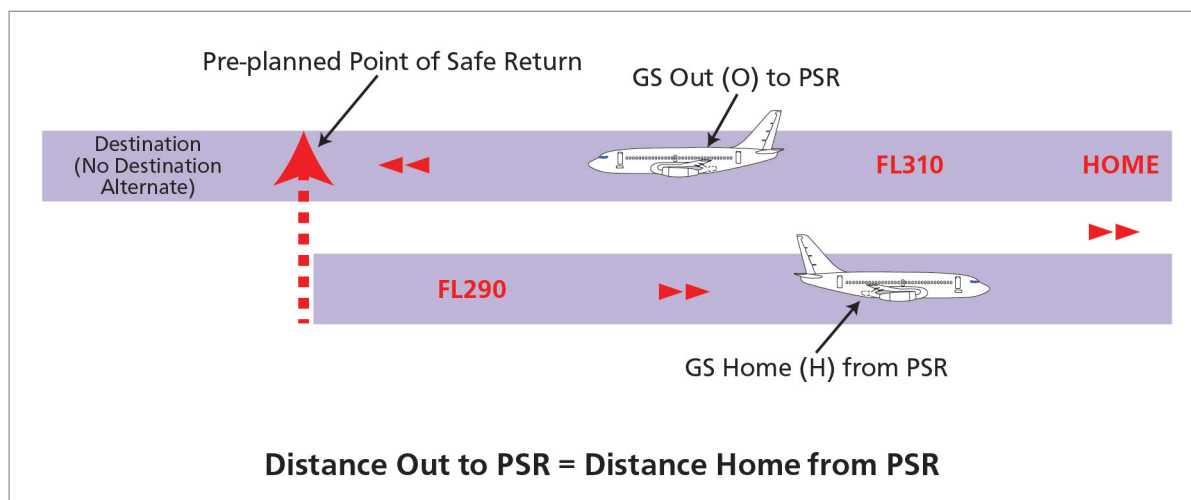 Pre-planned Point of Safe Return
GS Out (O) to PSR
Destination
(No Destination
Alternate)
FL310
HOME
FL290
GS Home (H) from PSR
Distance Out to PSR = Distance Home from PSR